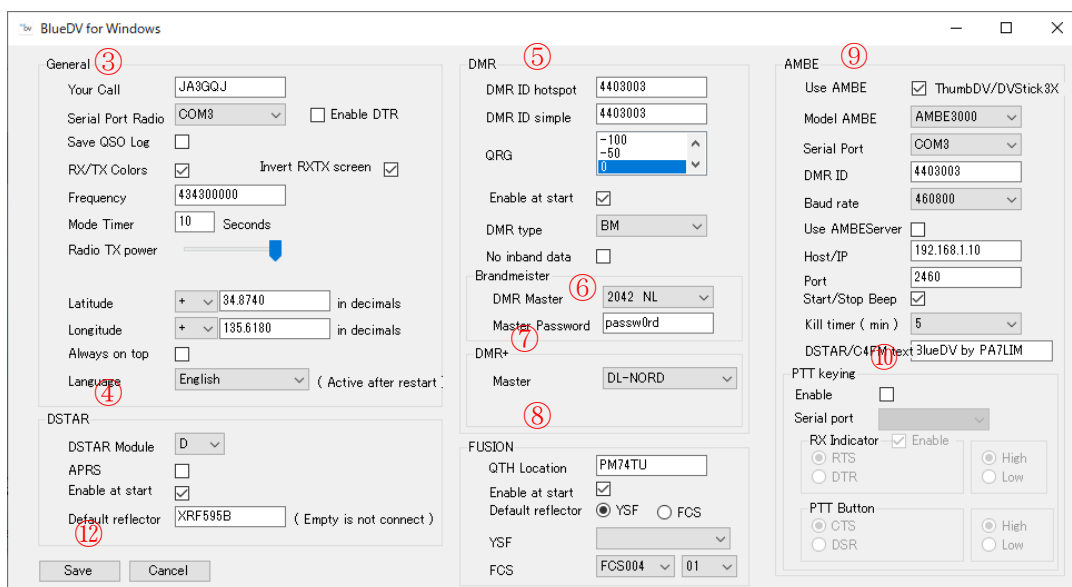 BlueDV for Windows
General ③
Your Call JA3GQJ
Serial Port Radio COM3 Enable DTR
Save QSO Log
RX/TX Colors Invert RXTX screen
Frequency 434300000
Mode Timer 10 Seconds
Radio TX power
Latitude + 34.8740 in decimals
Longitude + 135.6180 in decimals
Always on top
Language English ( Active after restart )
④
DSTAR
DSTAR Module D
APRS
Enable at start
Default reflector XRF595B ( Empty is not connect )
⑫
Save Cancel
DMR ⑤
DMR ID hotspot 4403003
DMR ID simple 4403003
QRG -100
-50
0
Enable at start
DMR type BM
No inband data
Brandmeister
⑥
DMR Master 2042 NL
Master Password passw0rd
⑦
DMR+
Master DL-NORD
⑧
FUSION
QTH Location PM74TU
Enable at start
Default reflector YSF FCS
YSF
FCS FCS004 01
AMBE ⑨
Use AMBE ThumbDV/DVStick3X
Model AMBE AMBE3000
Serial Port COM3
DMR ID 4403003
Baud rate 460800
Use AMBEServer
Host/IP 192.168.1.10
Port 2460
Start/Stop Beep
Kill timer ( min ) 5
DSTAR/C4FM text BlueDV by PA7LIM
⑩
PTT keying
Enable
Serial port
RX Indicator Enable
RTS High
DTR Low
PTT Button
CTS High
DSR Low